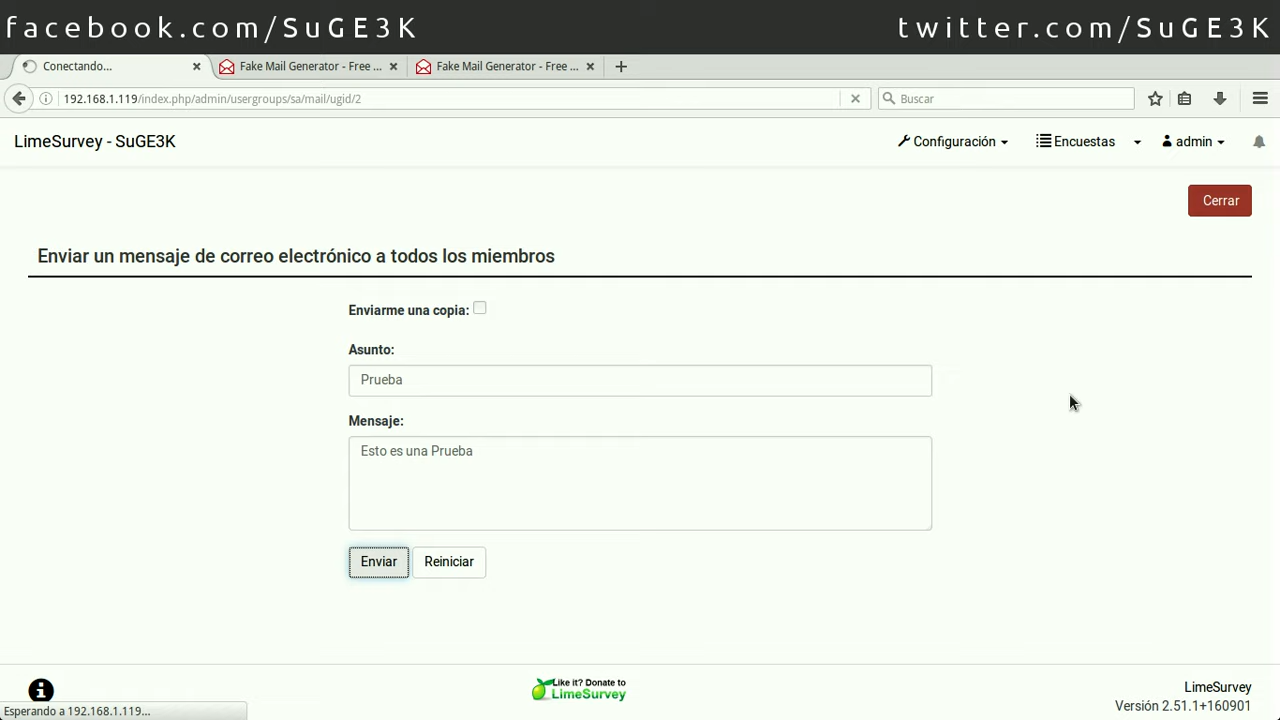 facebook.com/SuGE3K twitter.com/SuGE3K
Conectando...
Fake Mail Generator - Free ...
Fake Mail Generator - Free ...
192.168.1.119/index.php/admin/usergroups/sa/mail/ugid/2
Buscar
LimeSurvey - SuGE3K
Configuración
Encuestas
admin
Cerrar
Enviar un mensaje de correo electrónico a todos los miembros
Enviarme una copia:
Asunto:
Prueba
Mensaje:
Esto es una Prueba
Enviar Reiniciar
Like it? Donate to
LimeSurvey
LimeSurvey
Versión 2.51.1+160901
Esperando a 192.168.1.119...